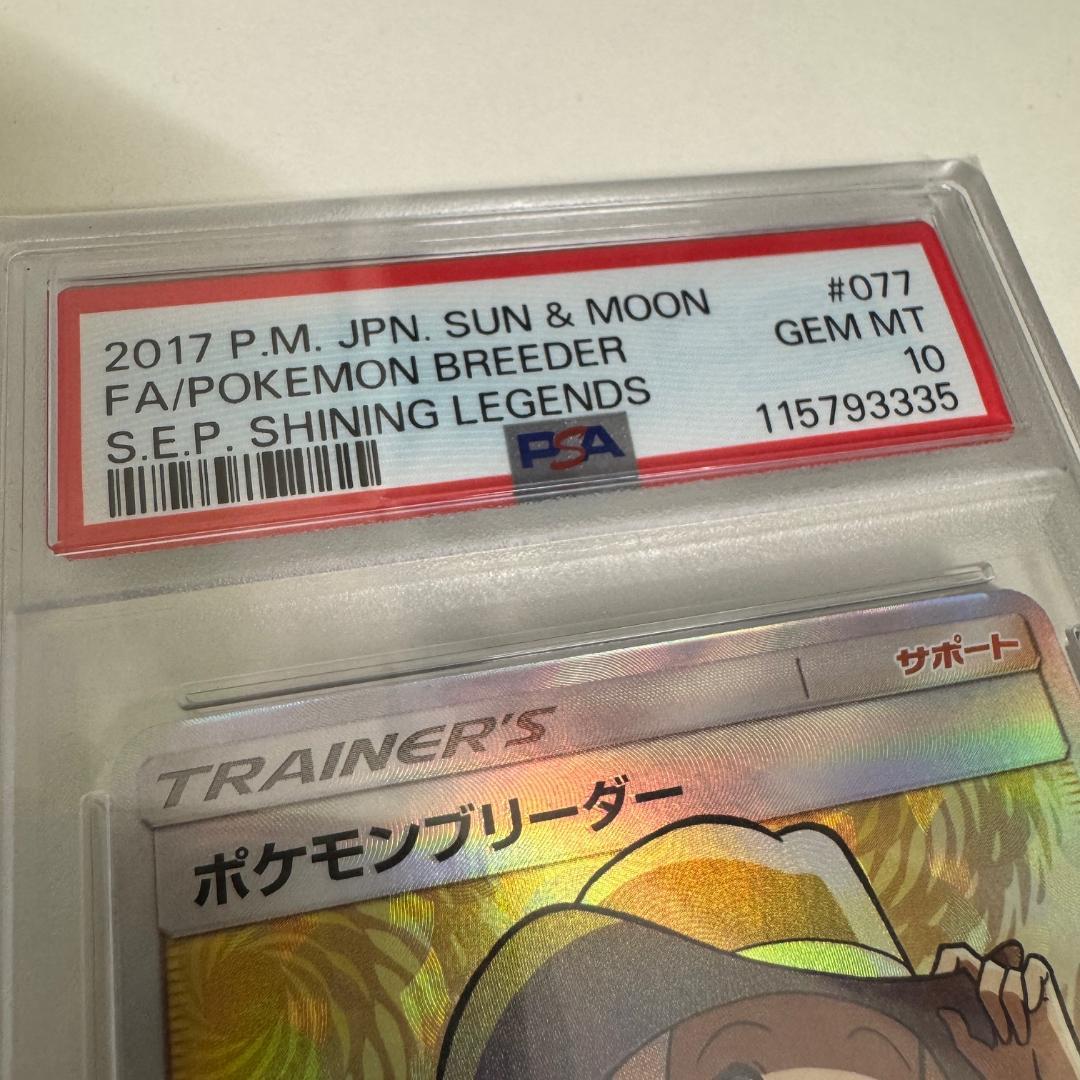 2017 P.M. JPN. SUN & MOON #077
FA/POKEMON BREEDER GEM MT
S.E.P. SHINING LEGENDS 10
115793335
PSA
サポート
TRAINER'S
ポケモンブリーダー